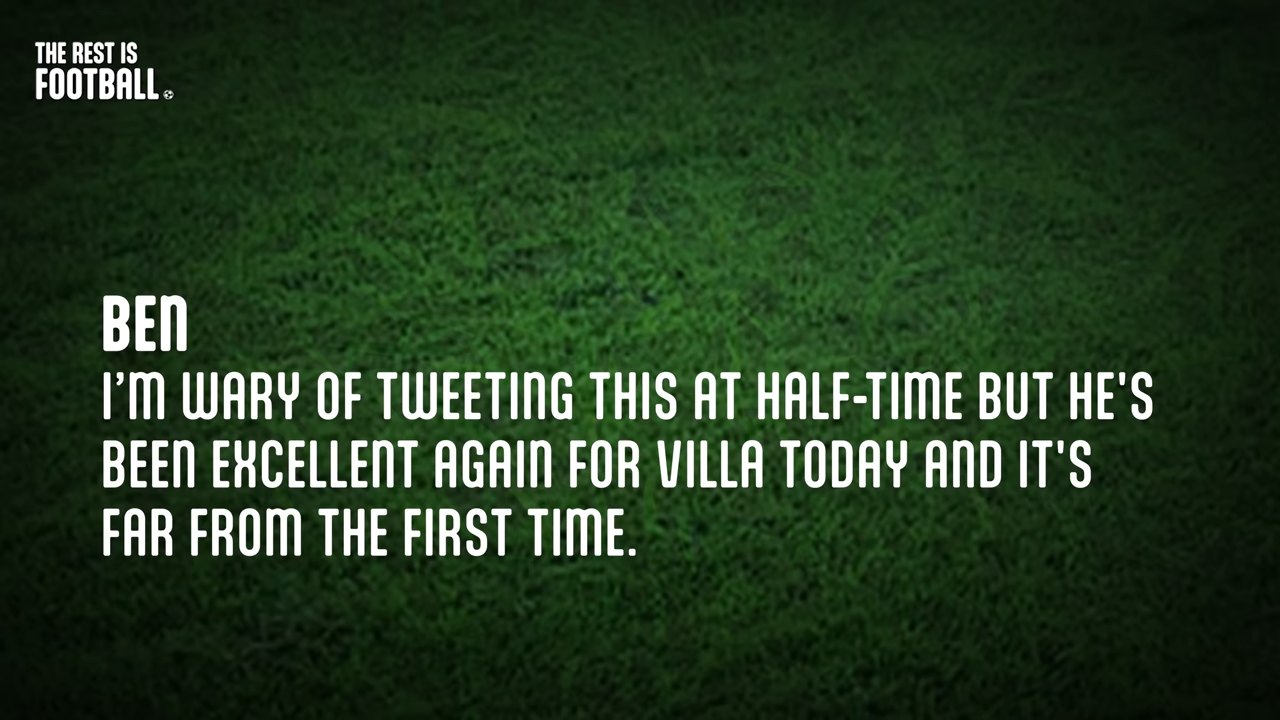 THE REST IS
FOOTBALL.
BEN
I’M WARY OF TWEETING THIS AT HALF-TIME BUT HE'S
BEEN EXCELLENT AGAIN FOR VILLA TODAY AND IT'S
FAR FROM THE FIRST TIME.